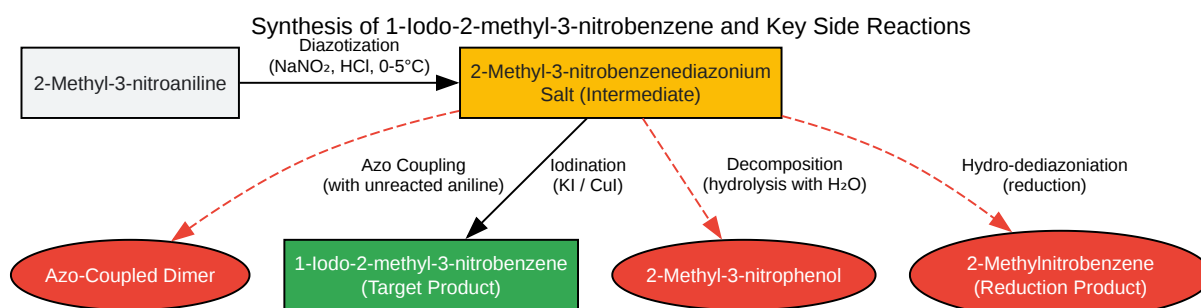 Synthesis of 1-Iodo-2-methyl-3-nitrobenzene and Key Side Reactions
Diazotization
(NaNO₂, HCl, 0-5°C)
2-Methyl-3-nitroaniline
2-Methyl-3-nitrobenzenediazonium
Salt (Intermediate)
Azo Coupling
(with unreacted aniline)
Iodination
(KI / CuI)
Decomposition
(hydrolysis with H₂O)
Hydro-dediazoniation
(reduction)
Azo-Coupled Dimer
1-Iodo-2-methyl-3-nitrobenzene
(Target Product)
2-Methyl-3-nitrophenol
2-Methylnitrobenzene
(Reduction Product)